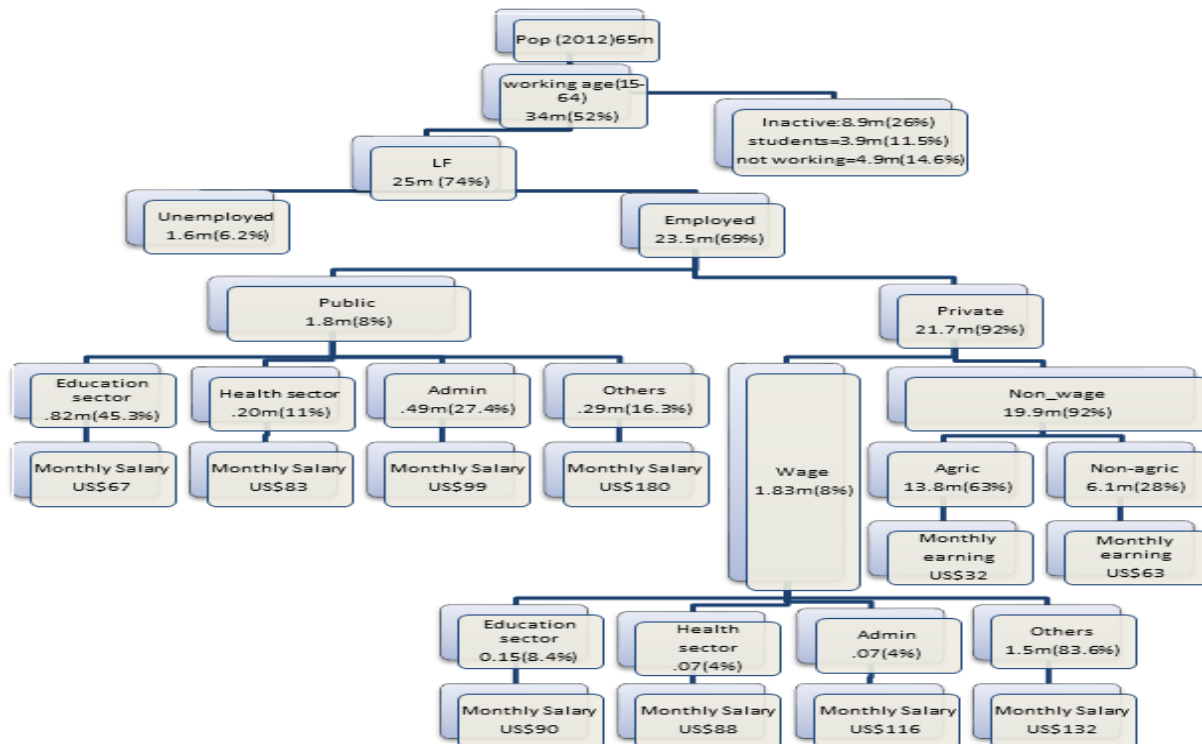 Pop (2012)65m
working age(15-
64)
34m(52%)
Inactive:8.9m(26%)
students=3.9m(11.5%)
not working=4.9m(14.6%)
LF
25m (74%)
Unemployed
1.6m(6.2%)
Employed
23.5m(69%)
Public
1.8m(8%)
Private
21.7m(92%)
Education
sector
.82m(45.3%)
Health sector
.20m(11%)
Admin
.49m(27.4%)
Others
.29m(16.3%)
Non_wage
19.9m(92%)
Monthly Salary
US$67
Monthly Salary
US$83
Monthly Salary
US$99
Monthly Salary
US$180
Wage
1.83m(8%)
Agric
13.8m(63%)
Non-agric
6.1m(28%)
Monthly
earning
US$32
Monthly
earning
US$63
Education
sector
0.15(8.4%)
Health
sector
.07(4%)
Admin
.07(4%)
Others
1.5m(83.6%)
Monthly Salary
US$90
Monthly Salary
US$88
Monthly Salary
US$116
Monthly Salary
US$132